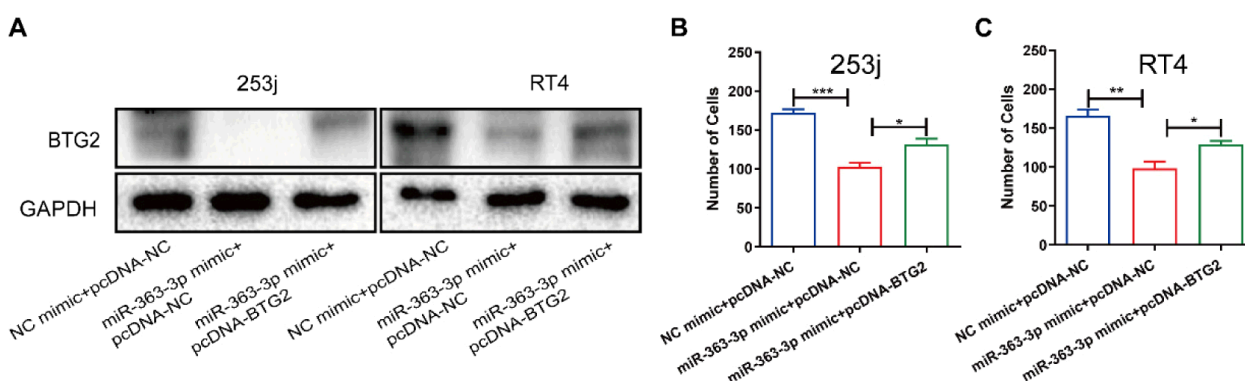 A
253j
RT4
BTG2
GAPDH
NC mimic+pcDNA-NC
miR-363-3p mimic+
pcDNA-NC
miR-363-3p mimic+
pcDNA-BTG2
NC mimic+pcDNA-NC
miR-363-3p mimic+
pcDNA-NC
miR-363-3p mimic+
pcDNA-BTG2
B
253j
Number of Cells
250
200
150
100
50
0
***
*
NC mimic+pcDNA-NC
miR-363-3p mimic+pcDNA-NC
miR-363-3p mimic+pcDNA-BTG2
C
RT4
Number of Cells
250
200
150
100
50
0
**
*
NC mimic+pcDNA-NC
miR-363-3p mimic+pcDNA-NC
miR-363-3p mimic+pcDNA-BTG2